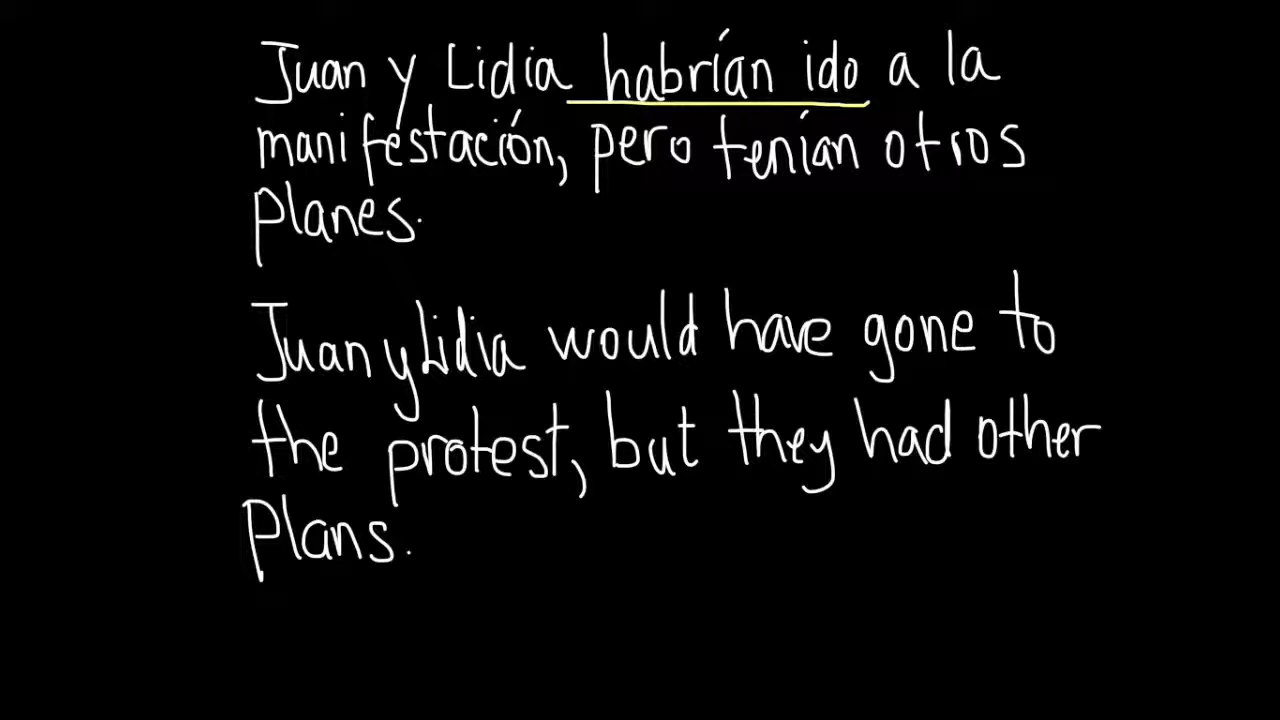 Juan y Lidia habrían ido a la
manifestación, pero tenían otros
planes.
Juan y Lidia would have gone to
the protest, but they had other
Plans.